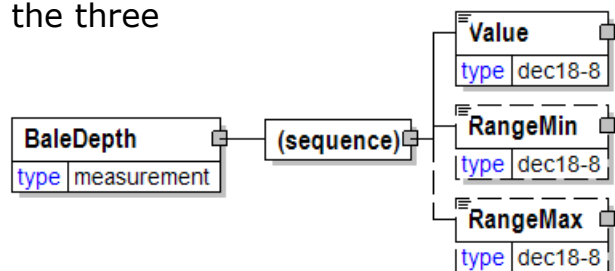 the three
Value
type dec18-8
BaleDepth
type measurement
(sequence)
RangeMin
type dec18-8
RangeMax
type dec18-8